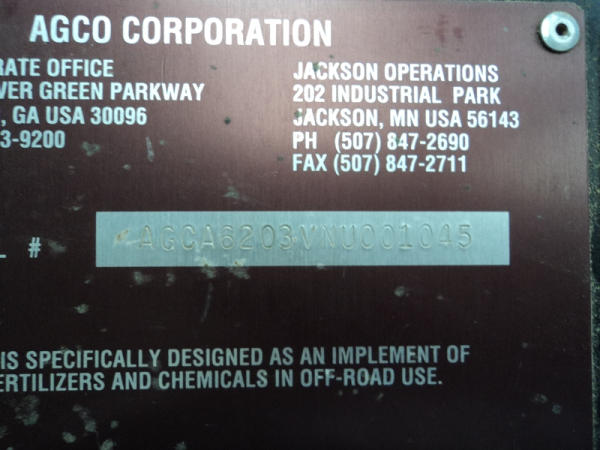 AGCO CORPORATION
RATE OFFICE
VER GREEN PARKWAY
, GA USA 30096
3-9200
JACKSON OPERATIONS
202 INDUSTRIAL PARK
JACKSON, MN USA 56143
PH (507) 847-2690
FAX (507) 847-2711
L # AGCA6203VNU001045
IS SPECIFICALLY DESIGNED AS AN IMPLEMENT OF
ERTILIZERS AND CHEMICALS IN OFF-ROAD USE.